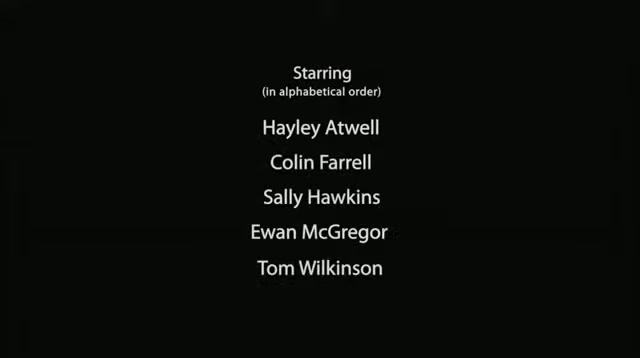 Starring
(in alphabetical order)
Hayley Atwell
Colin Farrell
Sally Hawkins
Ewan McGregor
Tom Wilkinson